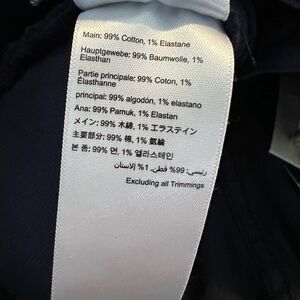 Main: 99% Cotton, 1% Elastane
Hauptgewebe: 99% Baumwolle, 1%
Elasthan
Partie principale: 99% Coton, 1%
Élasthanne
principal: 99% algodón, 1% elastano
Ana: 99% Pamuk, 1% Elastan
メイン: 99% 木綿, 1% エラステイン
主要部分: 99% 棉, 1% 氨綸
본 몸: 99% 면, 1% 엘라스테인
رئيسي: 99% قطن, 1% الاستان
Excluding all Trimmings